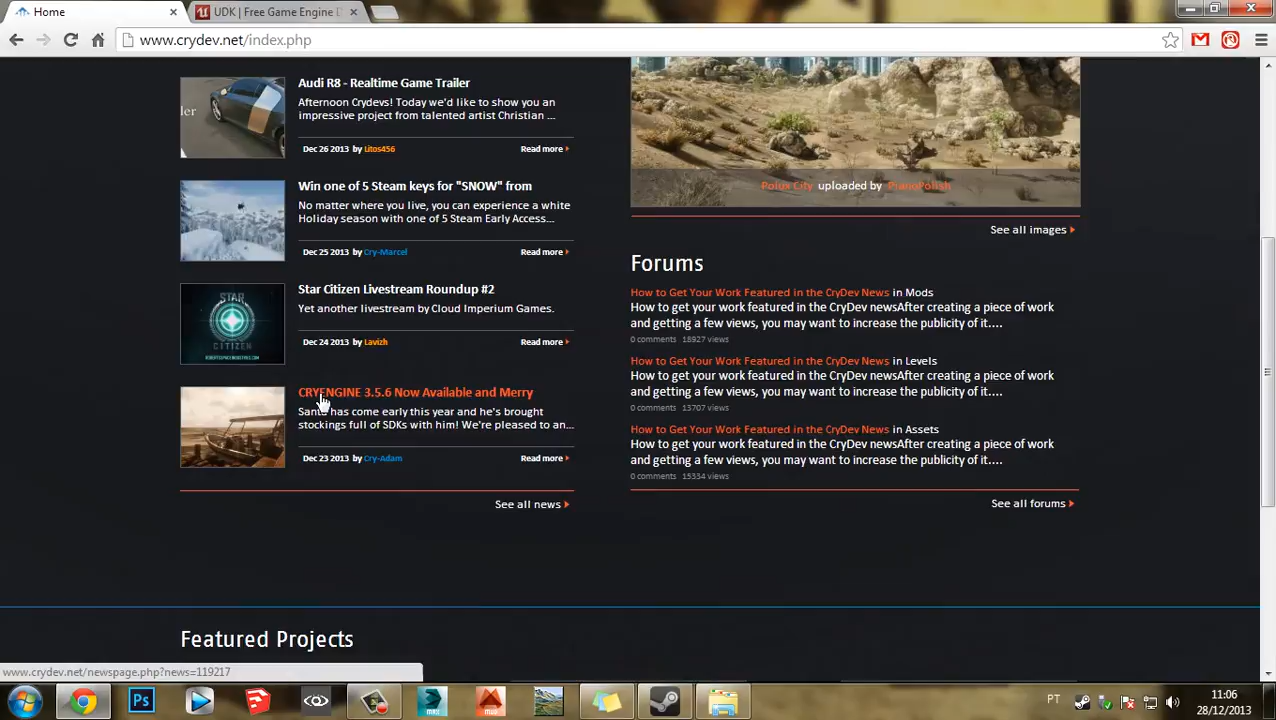 Home
UDK | Free Game Engine D
www.crydev.net/index.php
Audi R8 - Realtime Game Trailer
Afternoon Crydevs! Today we'd like to show you an
impressive project from talented artist Christian ...
Dec 26 2013 by Litos456
Read more
Win one of 5 Steam keys for "SNOW" from
No matter where you live, you can experience a white
Holiday season with one of 5 Steam Early Access...
Dec 25 2013 by Cry-Marcel
Read more
STAR
CITIZEN
Star Citizen Livestream Roundup #2
Yet another livestream by Cloud Imperium Games.
Dec 24 2013 by Lavizh
Read more
CRYENGINE 3.5.6 Now Available and Merry
Santa has come early this year and he's brought
stockings full of SDKs with him! We're pleased to an...
Dec 23 2013 by Cry-Adam
Read more
See all news
Polux City uploaded by PianoPolish
See all images
Forums
How to Get Your Work Featured in the CryDev News in Mods
How to get your work featured in the CryDev newsAfter creating a piece of work
and getting a few views, you may want to increase the publicity of it....
0 comments 18927 views
How to Get Your Work Featured in the CryDev News in Levels
How to get your work featured in the CryDev newsAfter creating a piece of work
and getting a few views, you may want to increase the publicity of it....
0 comments 13707 views
How to Get Your Work Featured in the CryDev News in Assets
How to get your work featured in the CryDev newsAfter creating a piece of work
and getting a few views, you may want to increase the publicity of it....
0 comments 15334 views
See all forums
Featured Projects
www.crydev.net/newspage.php?news=119217
Ps
PT
11:06
28/12/2013